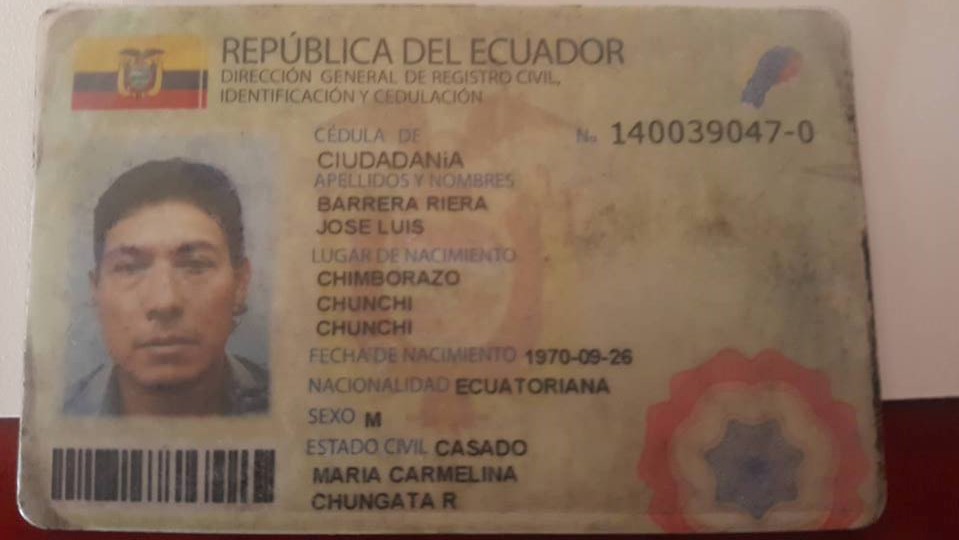 REPÚBLICA DEL ECUADOR
DIRECCIÓN GENERAL DE REGISTRO CIVIL,
IDENTIFICACIÓN Y CEDULACIÓN
CÉDULA DE No. 140039047-0
CIUDADANiA
APELLIDOS Y NOMBRES
BARRERA RIERA
JOSE LUIS
LUGAR DE NACIMIENTO
CHIMBORAZO
CHUNCHI
CHUNCHI
FECHA DE NACIMIENTO 1970-09-26
NACIONALIDAD ECUATORIANA
SEXO M
ESTADO CIVIL CASADO
MARIA CARMELINA
CHUNGATA R